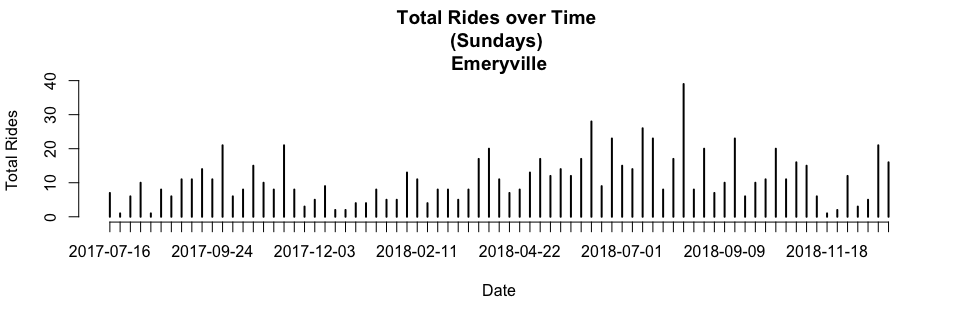 Total Rides over Time
(Sundays)
Emeryville
Total Rides
40
30
20
10
0
2017-07-16 2017-09-24 2017-12-03 2018-02-11 2018-04-22 2018-07-01 2018-09-09 2018-11-18
Date